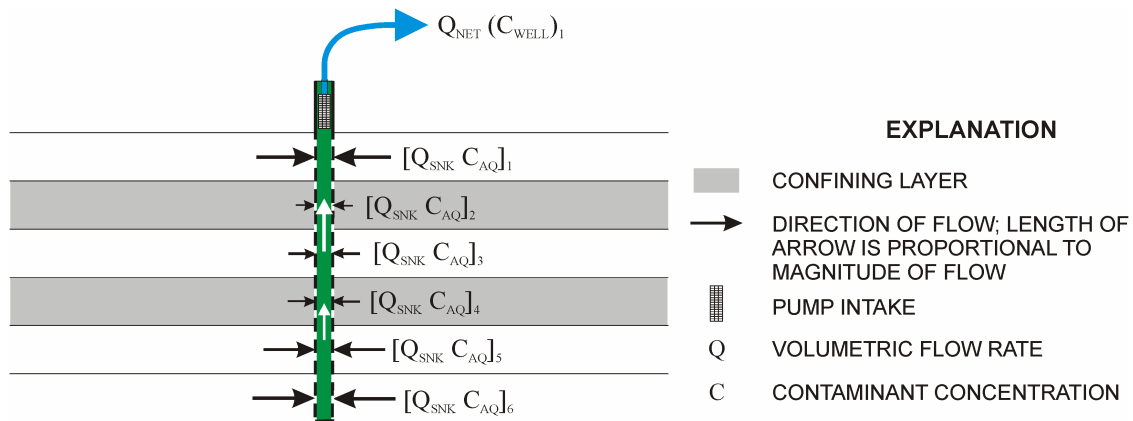 Q_NET (C_WELL)_1
[Q_SNK C_AQ]_1
[Q_SNK C_AQ]_2
[Q_SNK C_AQ]_3
[Q_SNK C_AQ]_4
[Q_SNK C_AQ]_5
[Q_SNK C_AQ]_6
EXPLANATION
CONFINING LAYER
DIRECTION OF FLOW; LENGTH OF
ARROW IS PROPORTIONAL TO
MAGNITUDE OF FLOW
PUMP INTAKE
Q VOLUMETRIC FLOW RATE
C CONTAMINANT CONCENTRATION